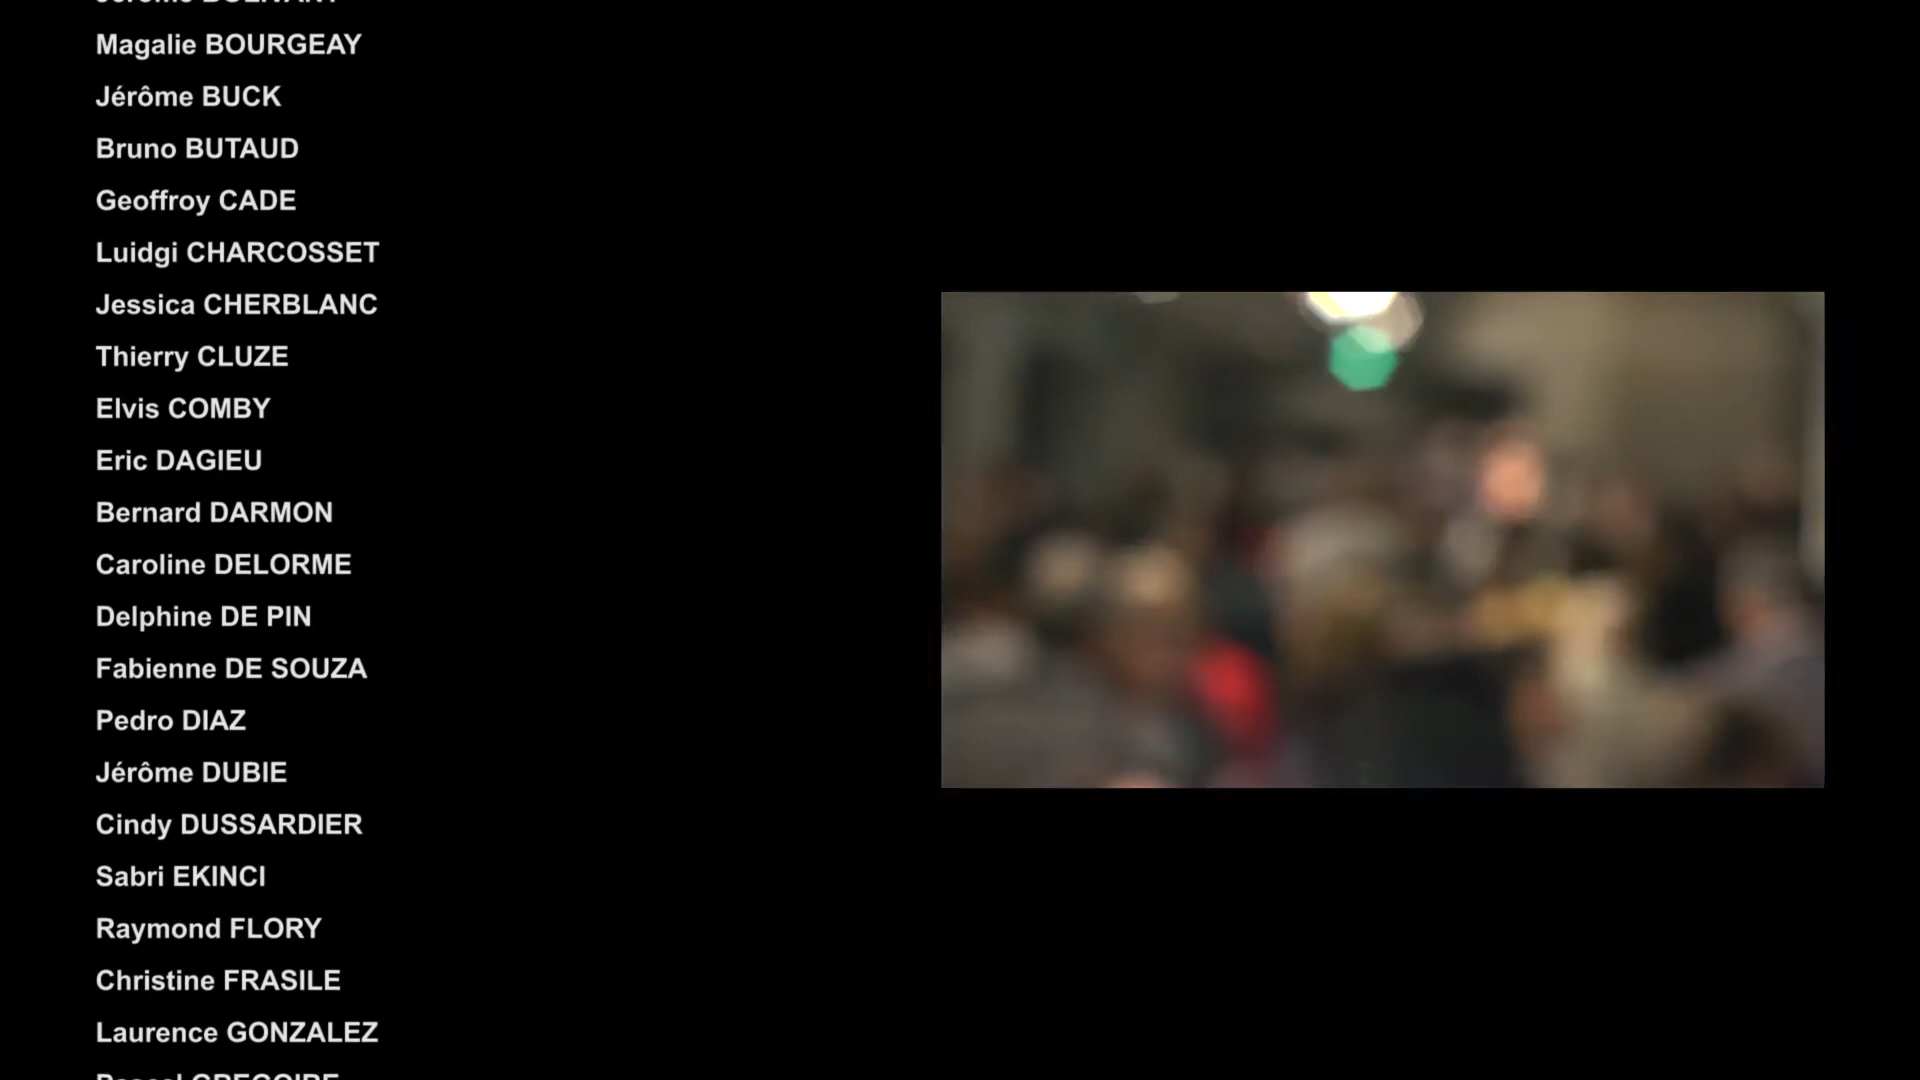 Magalie BOURGEAY
Jérôme BUCK
Bruno BUTAUD
Geoffroy CADE
Luidgi CHARCOSSET
Jessica CHERBLANC
Thierry CLUZE
Elvis COMBY
Eric DAGIEU
Bernard DARMON
Caroline DELORME
Delphine DE PIN
Fabienne DE SOUZA
Pedro DIAZ
Jérôme DUBIE
Cindy DUSSARDIER
Sabri EKINCI
Raymond FLORY
Christine FRASILE
Laurence GONZALEZ